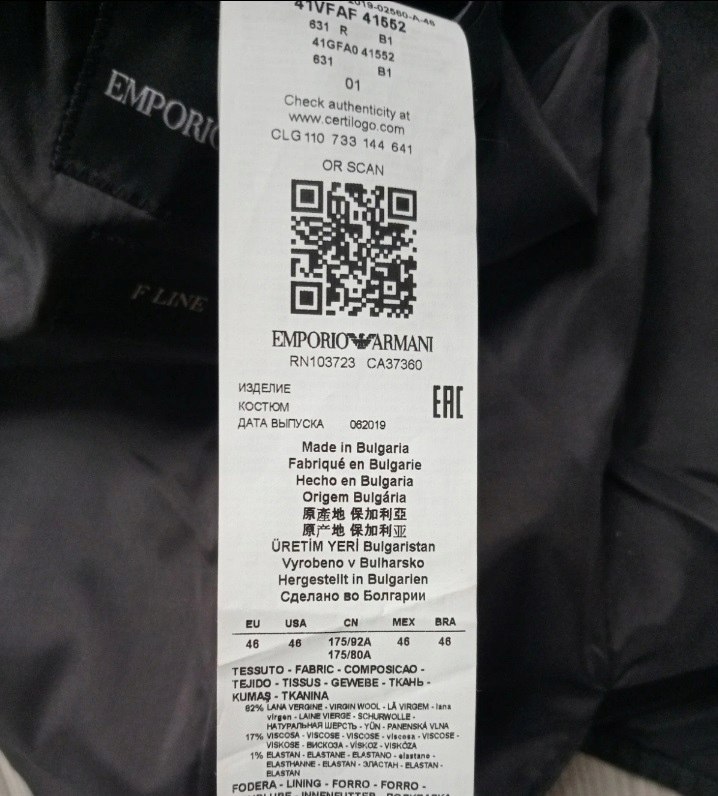 2019-02560-A-46
41VFAF 41552
631 R B1
41GFA0 41552
631 B1
01
Check authenticity at
www.certilogo.com
CLG 110 733 144 641
OR SCAN
EMPORIO
F LINE
EMPORIO ARMANI
RN103723 CA37360
ИЗДЕЛИЕ
КОСТЮМ
ДАТА ВЫПУСКА 062019
EAC
Made in Bulgaria
Fabriqué en Bulgarie
Hecho en Bulgaria
Origem Bulgária
原產地 保加利亞
原产地 保加利亚
ÜRETİM YERİ Bulgaristan
Vyrobeno v Bulharsko
Hergestellt in Bulgarien
Сделано во Болгарии
EU USA CN MEX BRA
46 46 175/92A 46 46
175/80A
TESSUTO - FABRIC - COMPOSICAO -
TEJIDO - TISSUS - GEWEBE - ТКАНЬ -
KUMAŞ - TKANINA
82% LANA VERGINE - VIRGIN WOOL - LÃ VIRGEM - lana
virgen - LAINE VIERGE - SCHURWOLLE -
НАТУРАЛЬНАЯ ШЕРСТЬ - YÜN - PANENSKÁ VLNA
17% VISCOSA - VISCOSE - VISCOSE - viscosa - VISCOSE -
VISKOSE - ВИСКОЗА - VİSKOZ - VISKÓZA
1% ELASTAN - ELASTANE - ELASTANO - elastano -
ELASTHANNE - ELASTAN - ЭЛАСТАН - ELASTAN -
ELASTAN
FODERA - LINING - FORRO - FORRO -